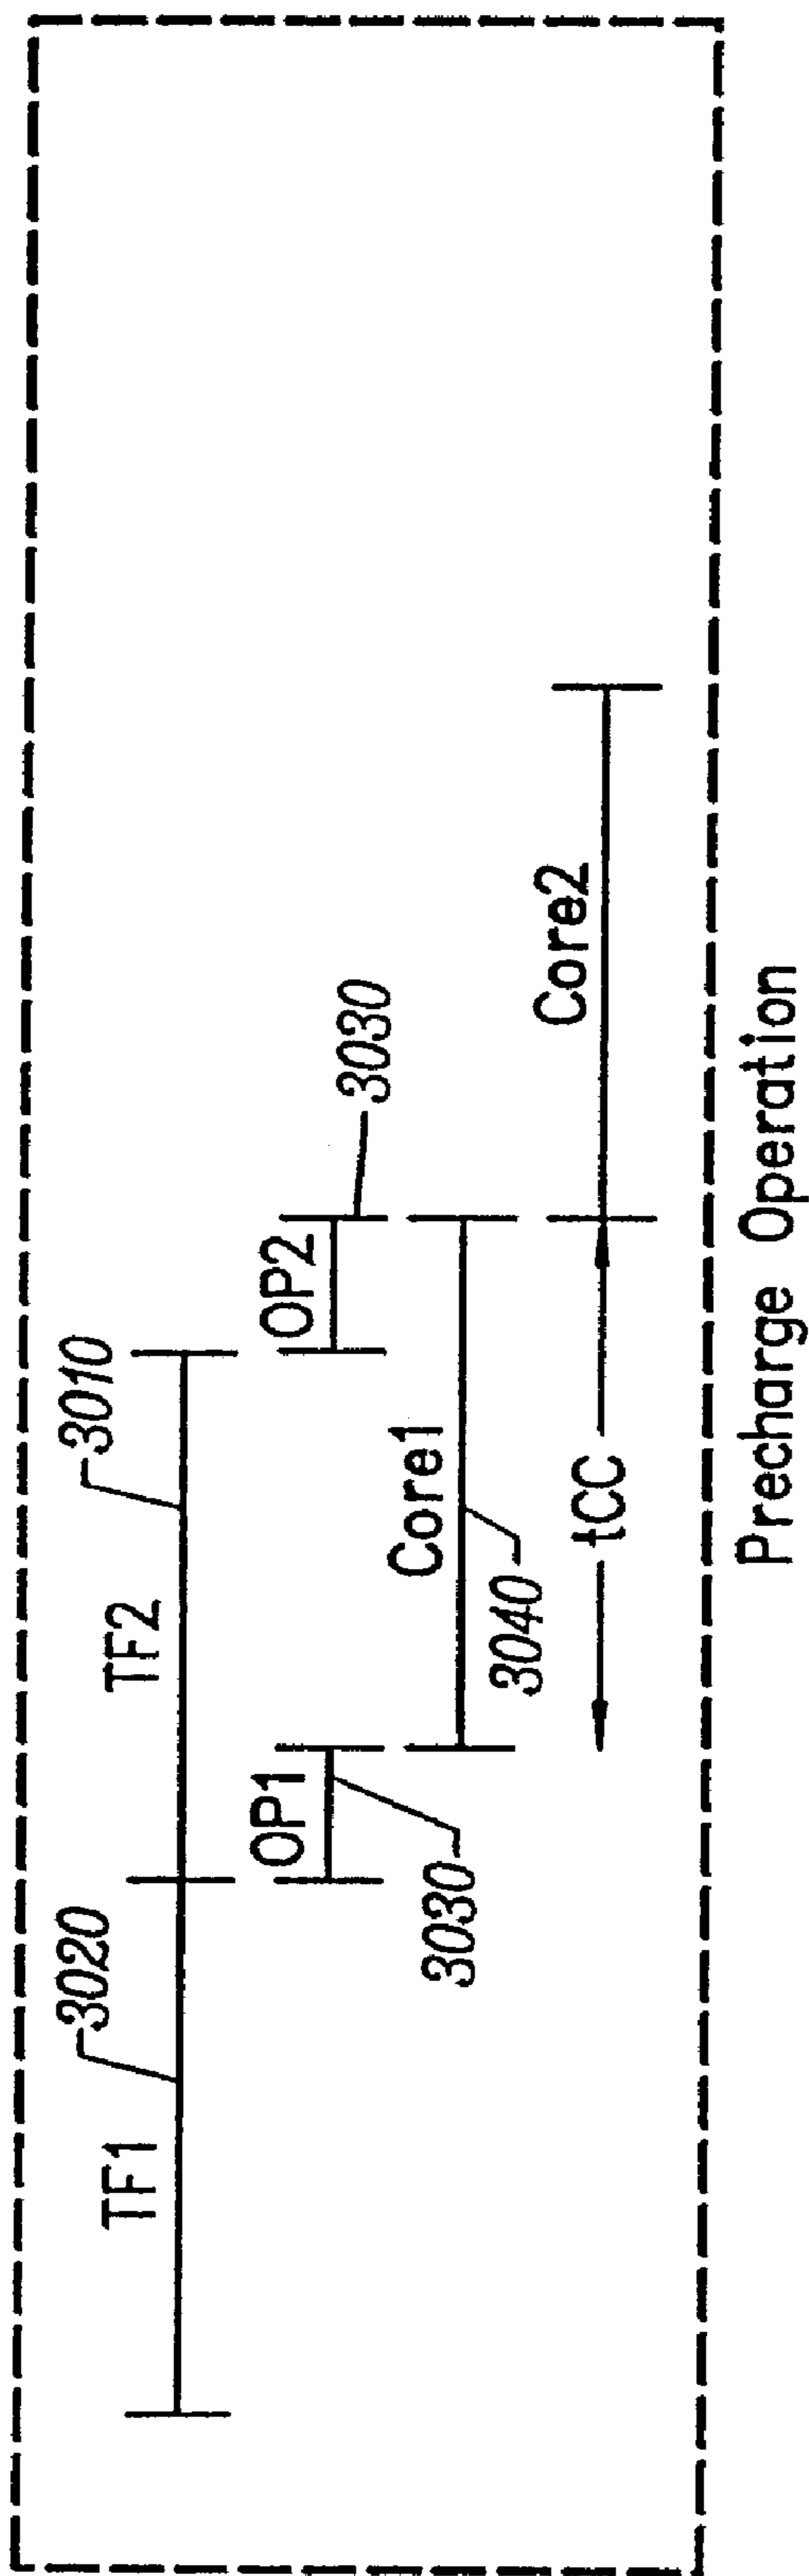 TF1
3020
TF2
3010
OP1
3030
OP2
3030
Core1
3040
tCC
Core2
Precharge Operation